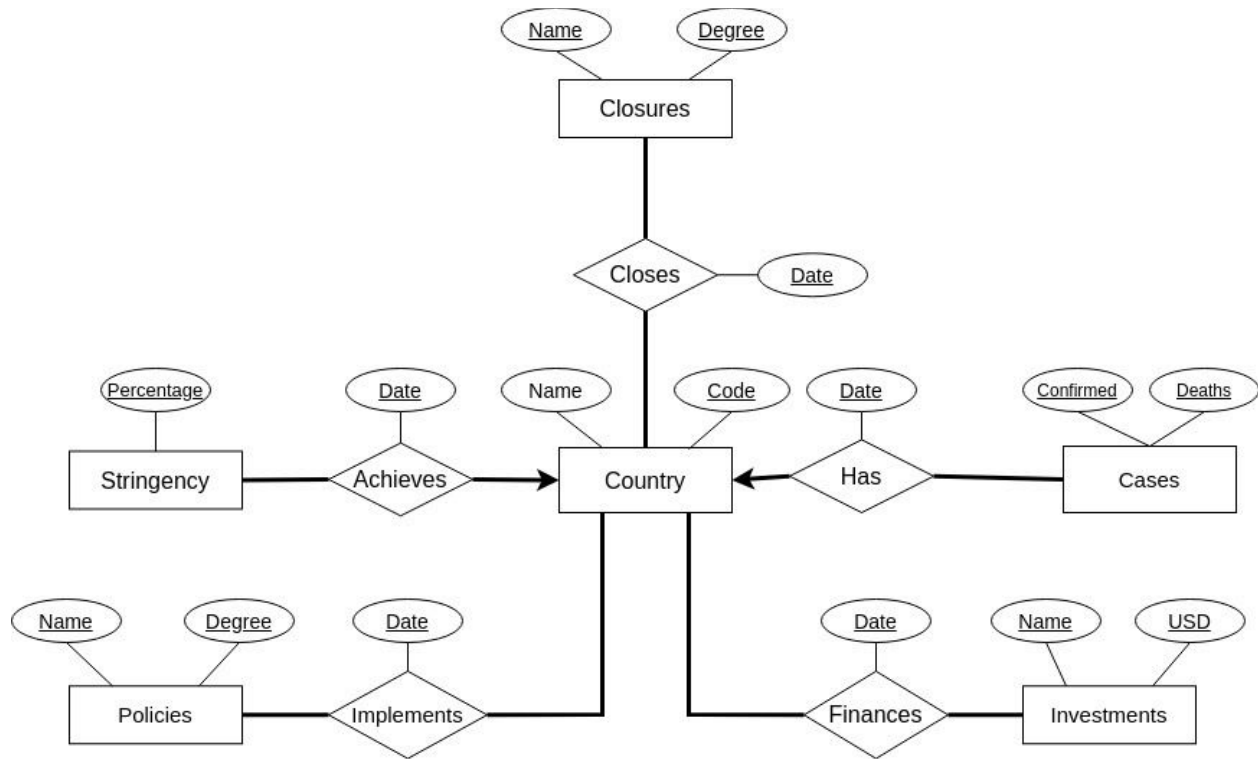 Name
Degree
Closures
Closes
Date
Percentage
Date
Name
Code
Date
Confirmed
Deaths
Stringency
Achieves
Country
Has
Cases
Name
Degree
Date
Date
Name
USD
Policies
Implements
Finances
Investments